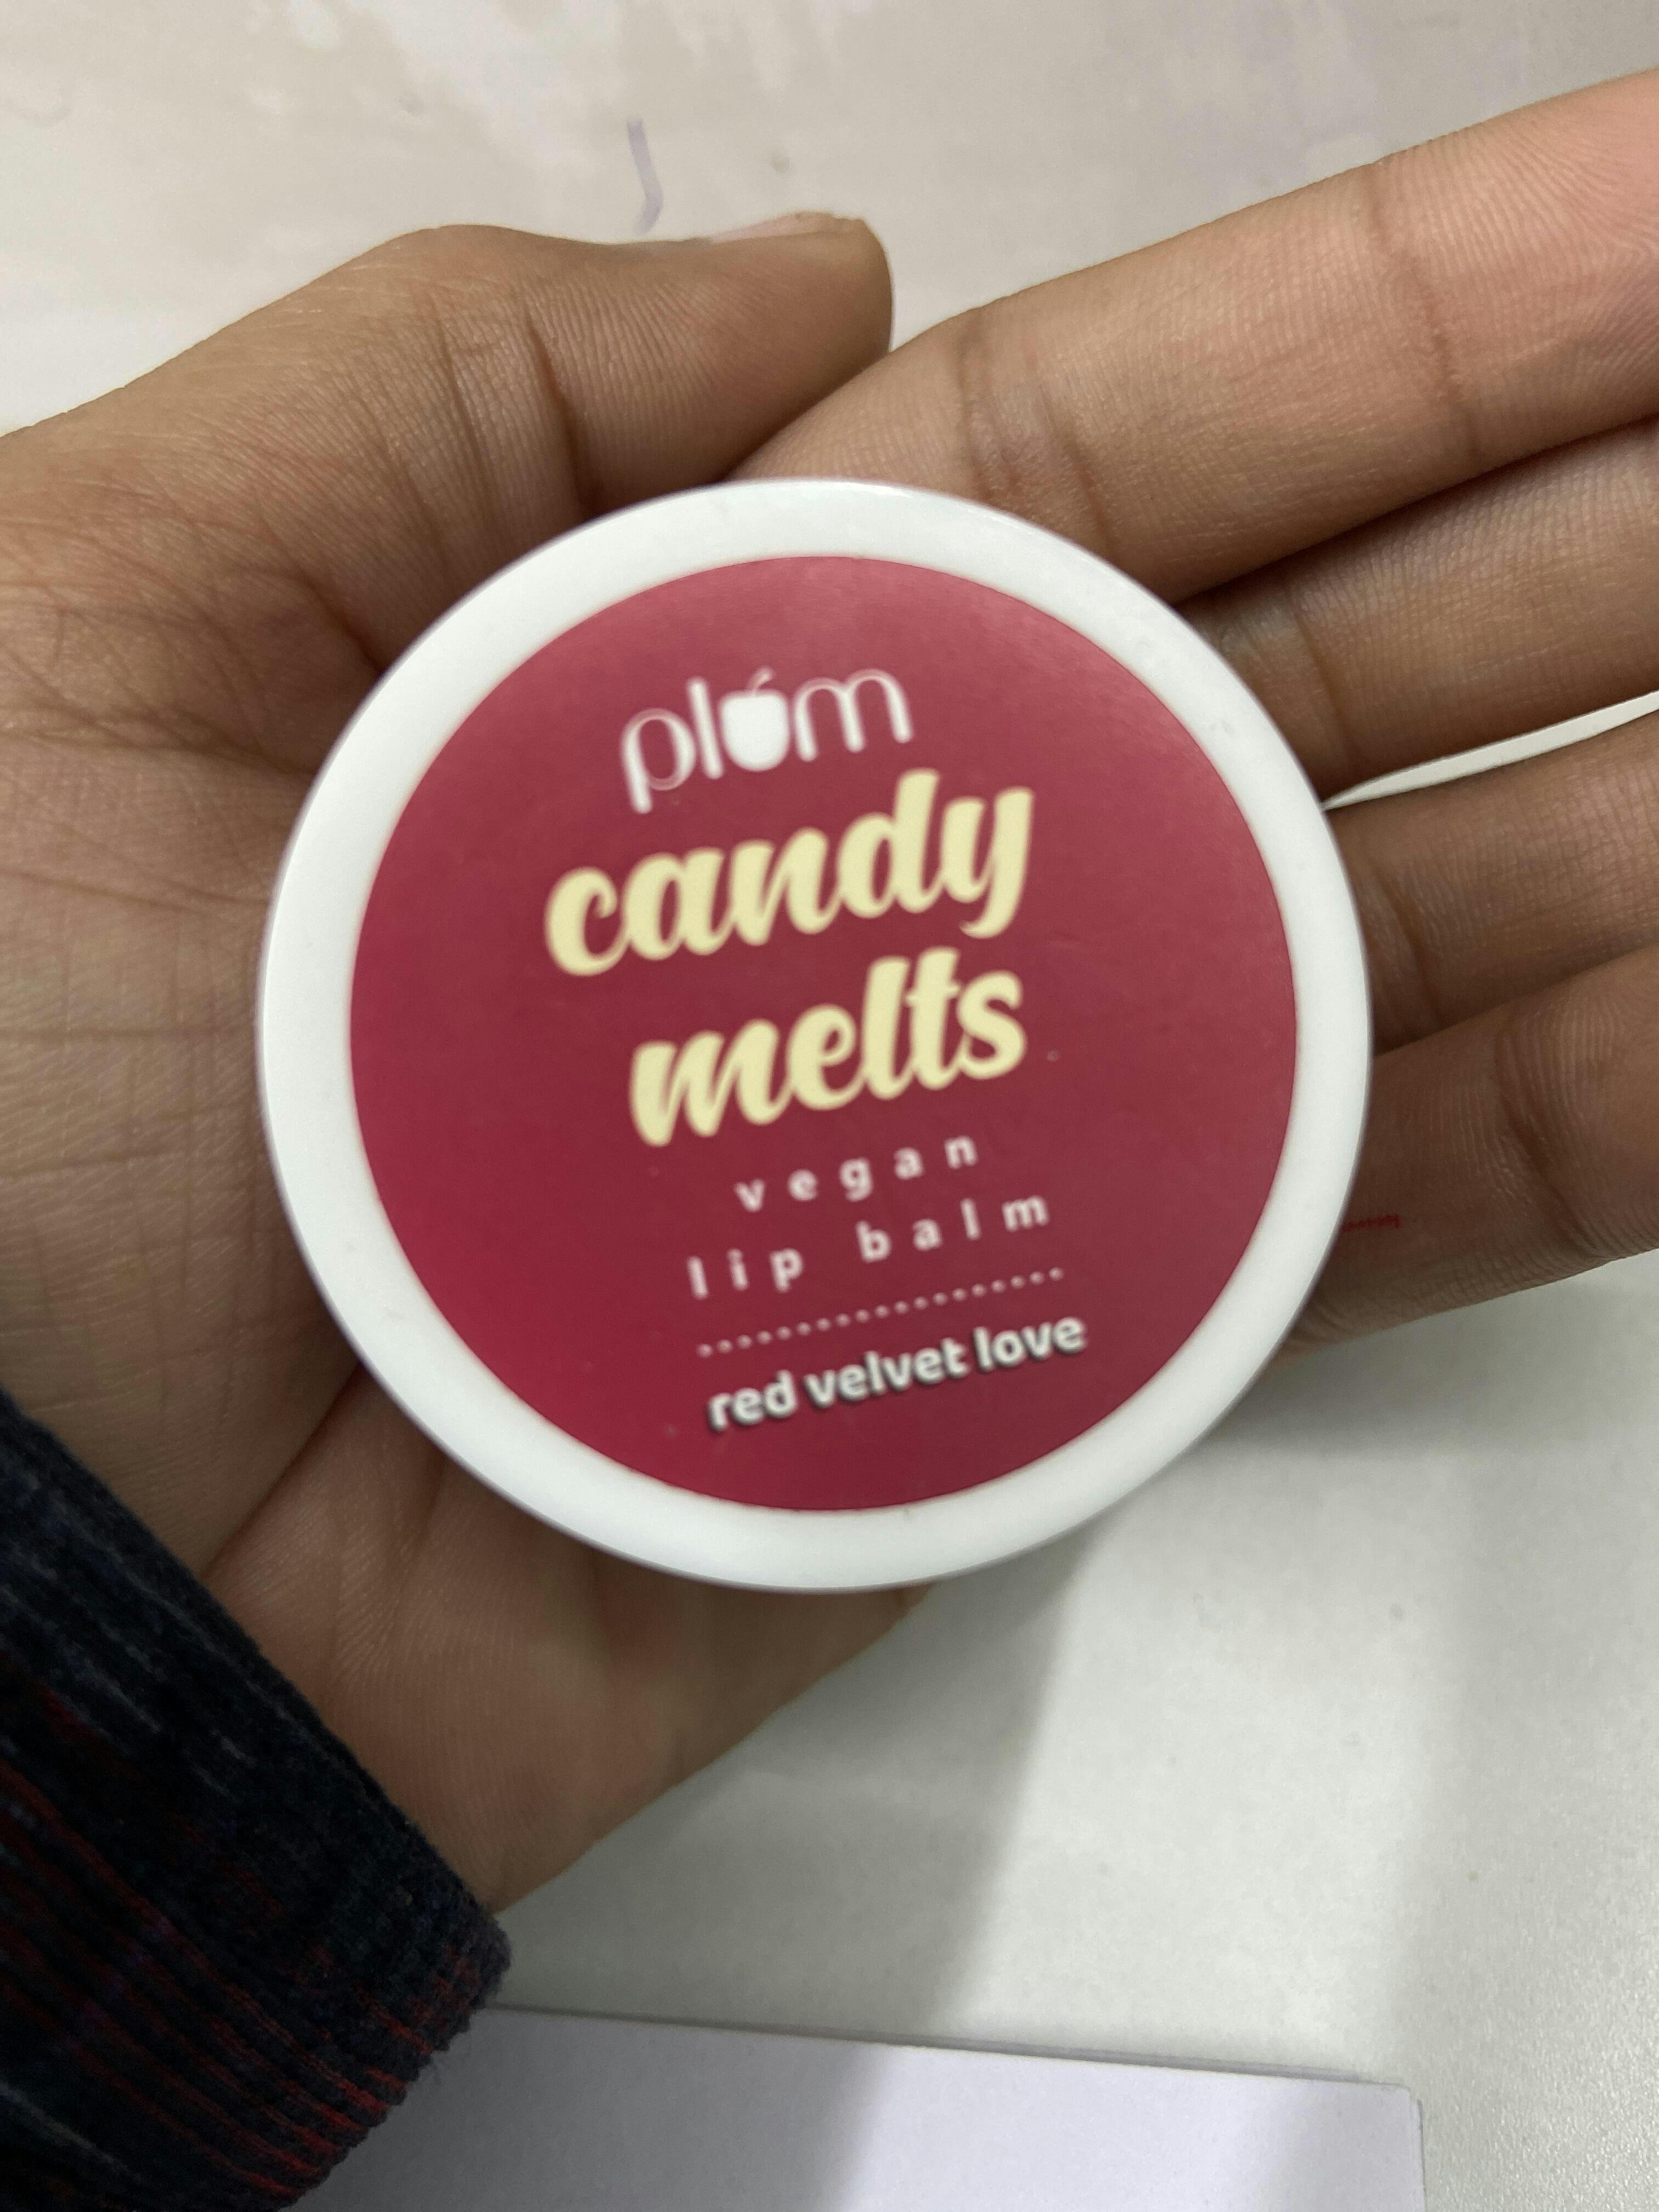 plum
candy
melts
vegan
lip balm
red velvet love